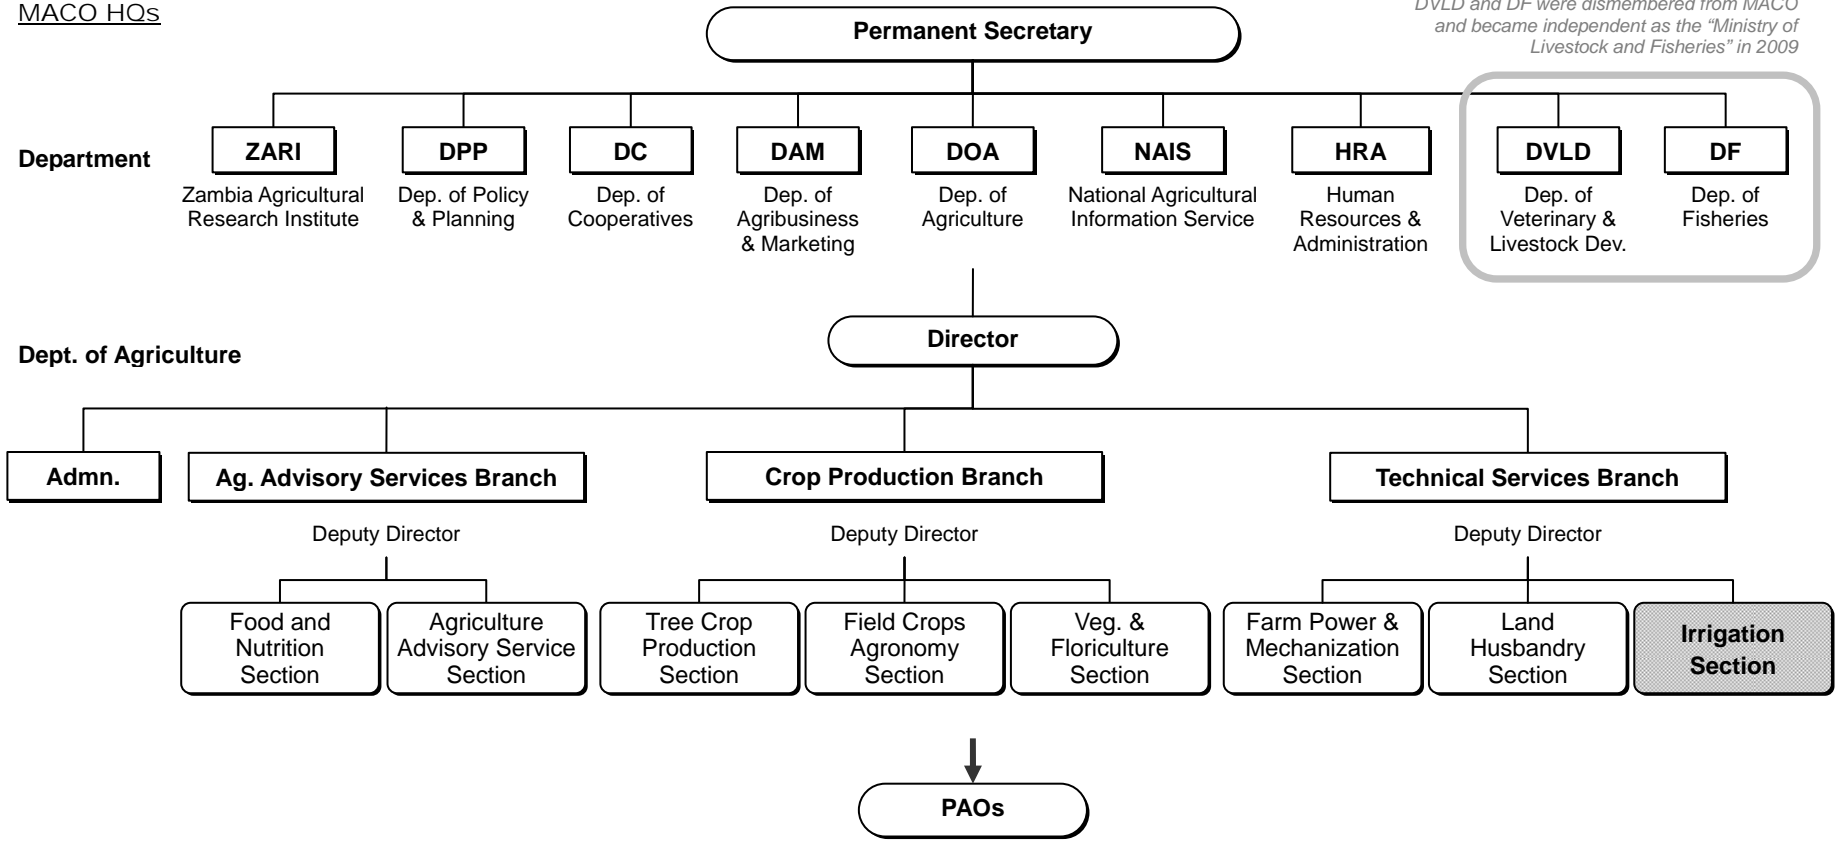 MACO HQs
DVLD and DF were dismembered from MACO
and became independent as the “Ministry of
Livestock and Fisheries” in 2009
Permanent Secretary
Department
ZARI
DPP
DC
DAM
DOA
NAIS
HRA
DVLD
DF
Zambia Agricultural
Research Institute
Dep. of Policy
& Planning
Dep. of
Cooperatives
Dep. of
Agribusiness
& Marketing
Dep. of
Agriculture
National Agricultural
Information Service
Human
Resources &
Administration
Dep. of
Veterinary &
Livestock Dev.
Dep. of
Fisheries
Director
Dept. of Agriculture
Admn.
Ag. Advisory Services Branch
Crop Production Branch
Technical Services Branch
Deputy Director
Deputy Director
Deputy Director
Food and
Nutrition
Section
Agriculture
Advisory Service
Section
Tree Crop
Production
Section
Field Crops
Agronomy
Section
Veg. &
Floriculture
Section
Farm Power &
Mechanization
Section
Land
Husbandry
Section
Irrigation
Section
PAOs